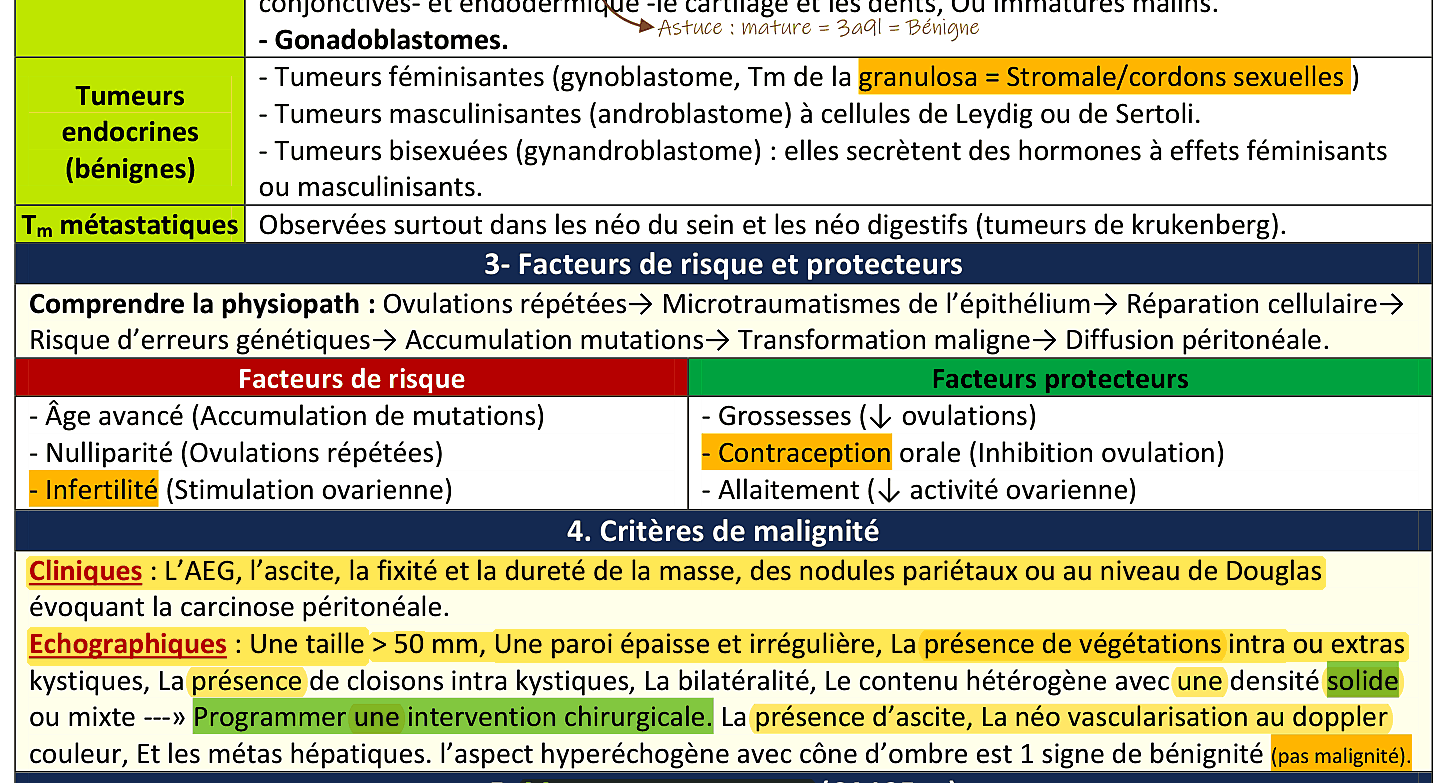 conjonctives- et endodermique -le cartilage et les dents, Ou immatures malins.
Astuce : mature = 3a9l = Bénigne
- Gonadoblastomes.
Tumeurs
endocrines
(bénignes)
- Tumeurs féminisantes (gynoblastome, Tm de la granulosa = Stromale/cordons sexuelles )
- Tumeurs masculinisantes (androblastome) à cellules de Leydig ou de Sertoli.
- Tumeurs bisexuées (gynandroblastome) : elles secrètent des hormones à effets féminisants
ou masculinisants.
Tm métastatiques
Observées surtout dans les néo du sein et les néo digestifs (tumeurs de krukenberg).
3- Facteurs de risque et protecteurs
Comprendre la physiopath : Ovulations répétées→ Microtraumatismes de l’épithélium→ Réparation cellulaire→
Risque d’erreurs génétiques→ Accumulation mutations→ Transformation maligne→ Diffusion péritonéale.
Facteurs de risque
- Âge avancé (Accumulation de mutations)
- Nulliparité (Ovulations répétées)
- Infertilité (Stimulation ovarienne)
Facteurs protecteurs
- Grossesses (↓ ovulations)
- Contraception orale (Inhibition ovulation)
- Allaitement (↓ activité ovarienne)
4. Critères de malignité
Cliniques : L’AEG, l’ascite, la fixité et la dureté de la masse, des nodules pariétaux ou au niveau de Douglas
évoquant la carcinose péritonéale.
Echographiques : Une taille > 50 mm, Une paroi épaisse et irrégulière, La présence de végétations intra ou extras
kystiques, La présence de cloisons intra kystiques, La bilatéralité, Le contenu hétérogène avec une densité solide
ou mixte ---» Programmer une intervention chirurgicale. La présence d’ascite, La néo vascularisation au doppler
couleur, Et les métas hépatiques. l’aspect hyperéchogène avec cône d’ombre est 1 signe de bénignité (pas malignité).